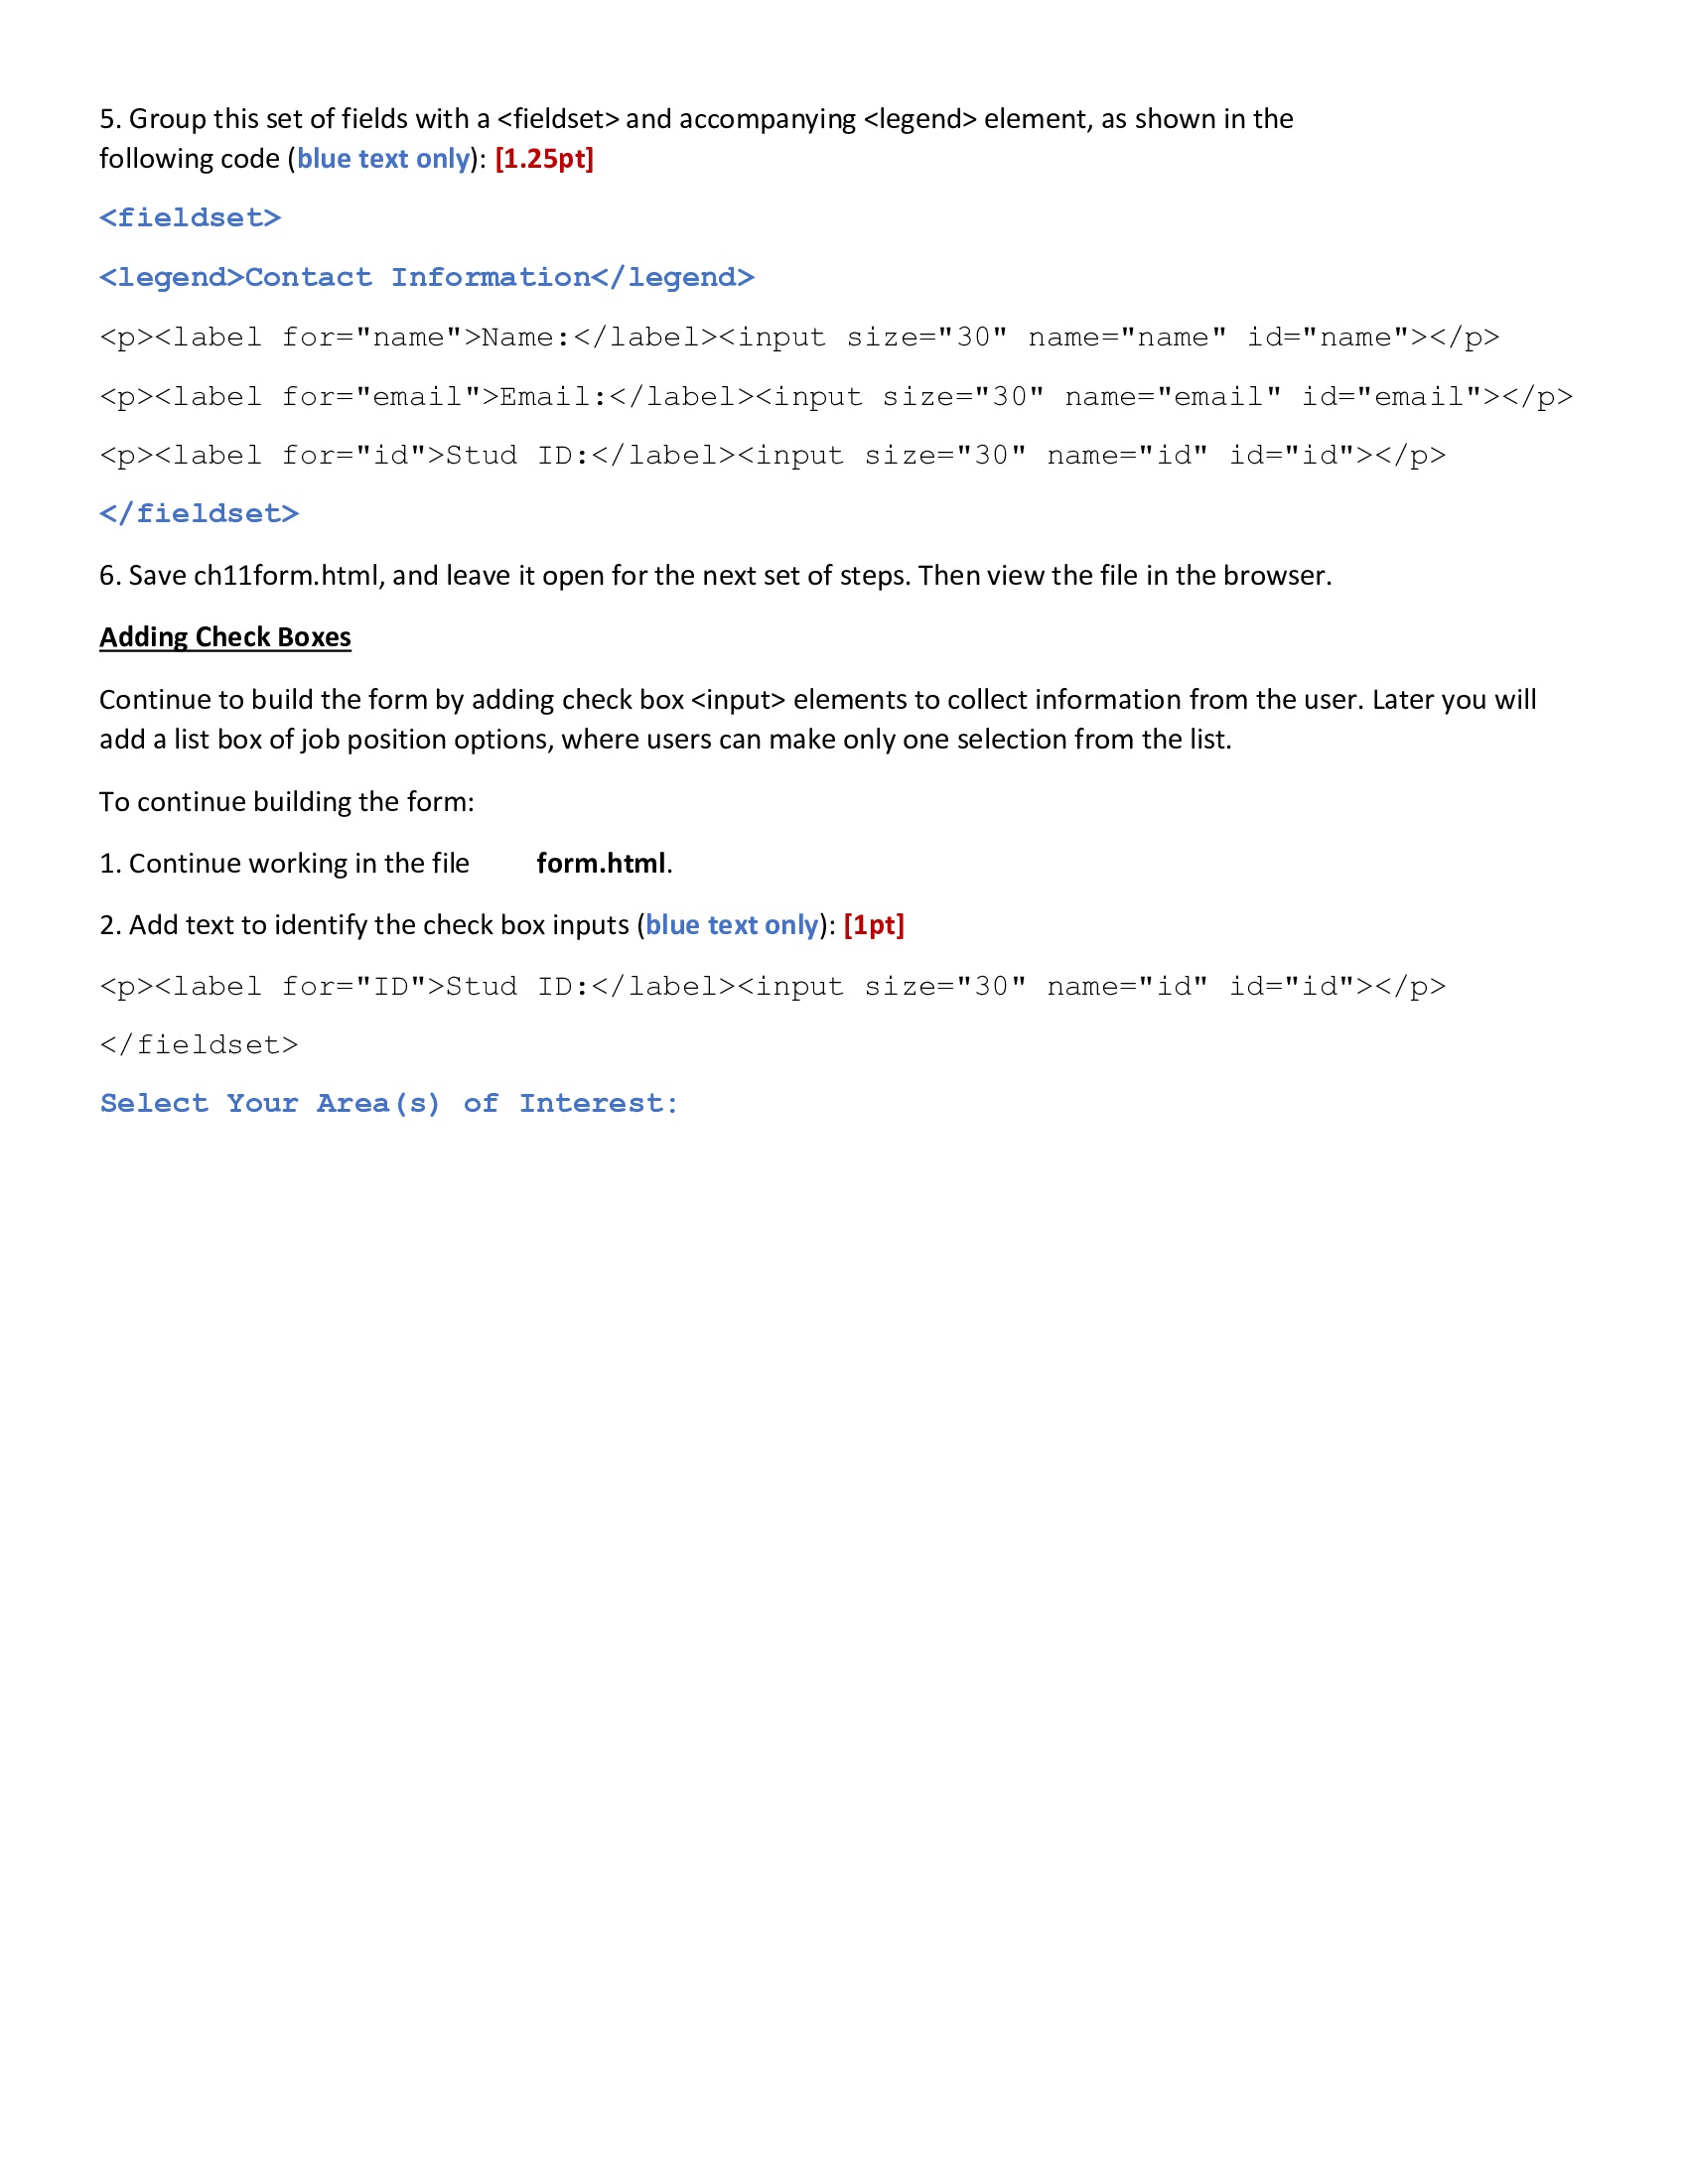 5. Group this set of fields with a <fieldset> and accompanying <legend> element, as shown in the
following code (blue text only): [1.25pt]
<fieldset>
<legend>Contact Information</legend>
<p><label for="name">Name:</label><input size="30" name="name" id="name"></p>
<p><label for="email">Email:</label><input size="30" name="email" id="email"></p>
<p><label for="id">Stud ID:</label><input size="30" name="id" id="id"></p>
</fieldset>
6. Save ch11form.html, and leave it open for the next set of steps. Then view the file in the browser.
Adding Check Boxes
Continue to build the form by adding check box <input> elements to collect information from the user. Later you will
add a list box of job position options, where users can make only one selection from the list.
To continue building the form:
1. Continue working in the file form.html.
2. Add text to identify the check box inputs (blue text only): [1pt]
<p><label for="ID">Stud ID:</label><input size="30" name="id" id="id"></p>
</fieldset>
Select Your Area(s) of Interest: